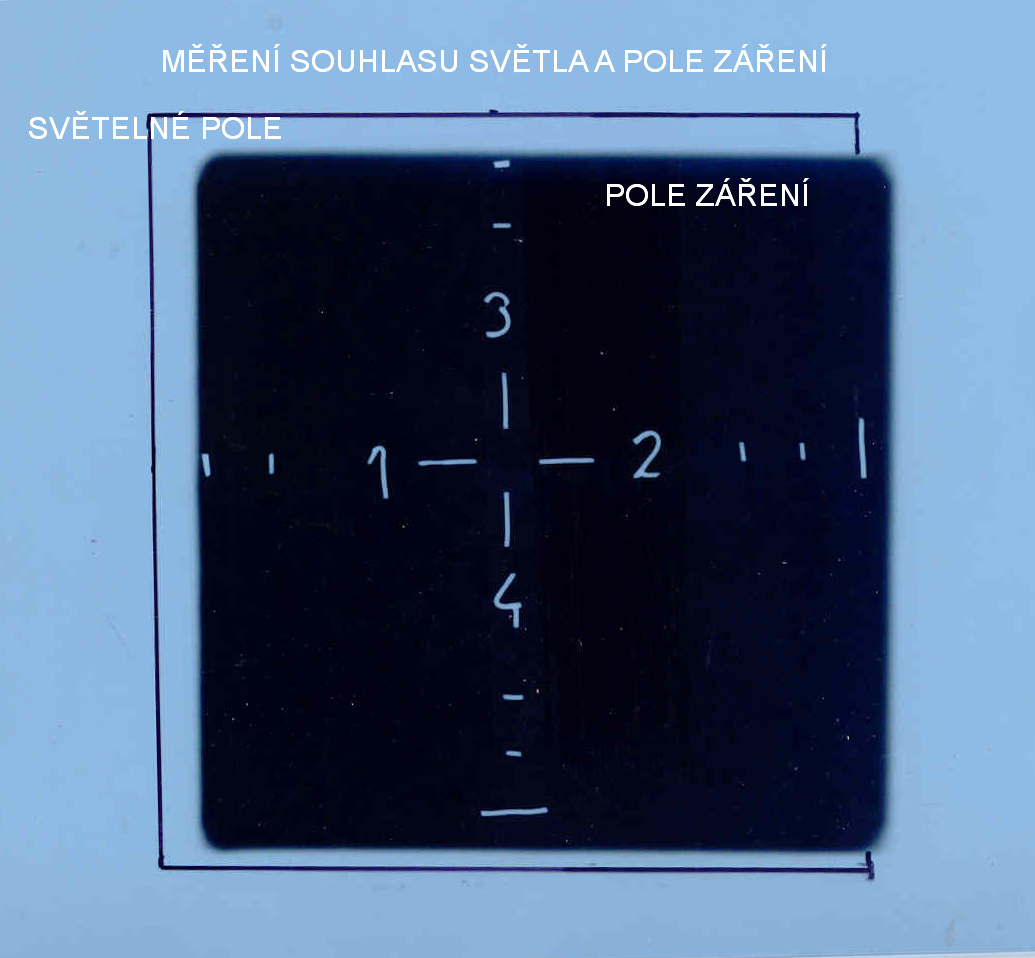 MĚŘENÍ SOUHLASU SVĚTLA A POLE ZÁŘENÍ
SVĚTELNÉ POLE
POLE ZÁŘENÍ
3
1 2
4